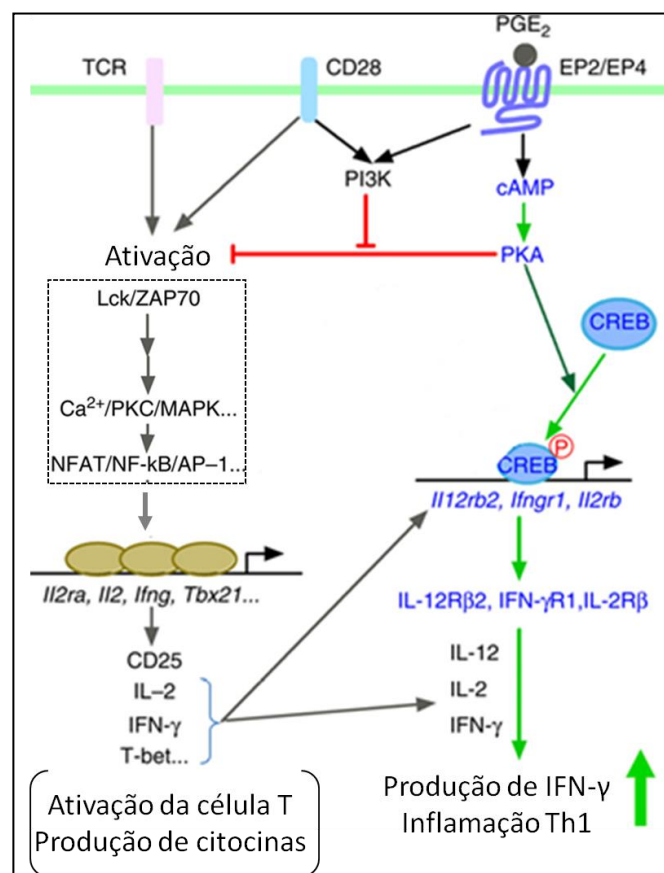 PGE₂
TCR
CD28
EP2/EP4
PI3K
cAMP
Ativação
PKA
Lck/ZAP70
CREB
Ca²⁺/PKC/MAPK...
NFAT/NF-kB/AP–1...
P
CREB
Il12rb2, Ifngr1, Il2rb
Il2ra, Il2, Ifng, Tbx21...
IL-12Rβ2, IFN-γR1,IL-2Rβ
CD25
IL–2
IFN-γ
T-bet...
IL-12
IL-2
IFN-γ
Ativação da célula T
Produção de citocinas
Produção de IFN-γ
Inflamação Th1